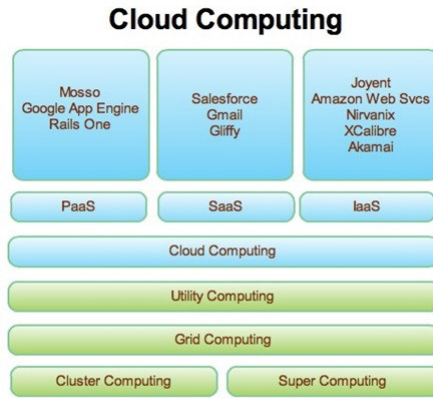 Cloud Computing
Mosso
Google App Engine
Rails One
Salesforce
Gmail
Gliffy
Joyent
Amazon Web Svcs
Nirvanix
XCalibre
Akamai
PaaS
SaaS
IaaS
Cloud Computing
Utility Computing
Grid Computing
Cluster Computing
Super Computing